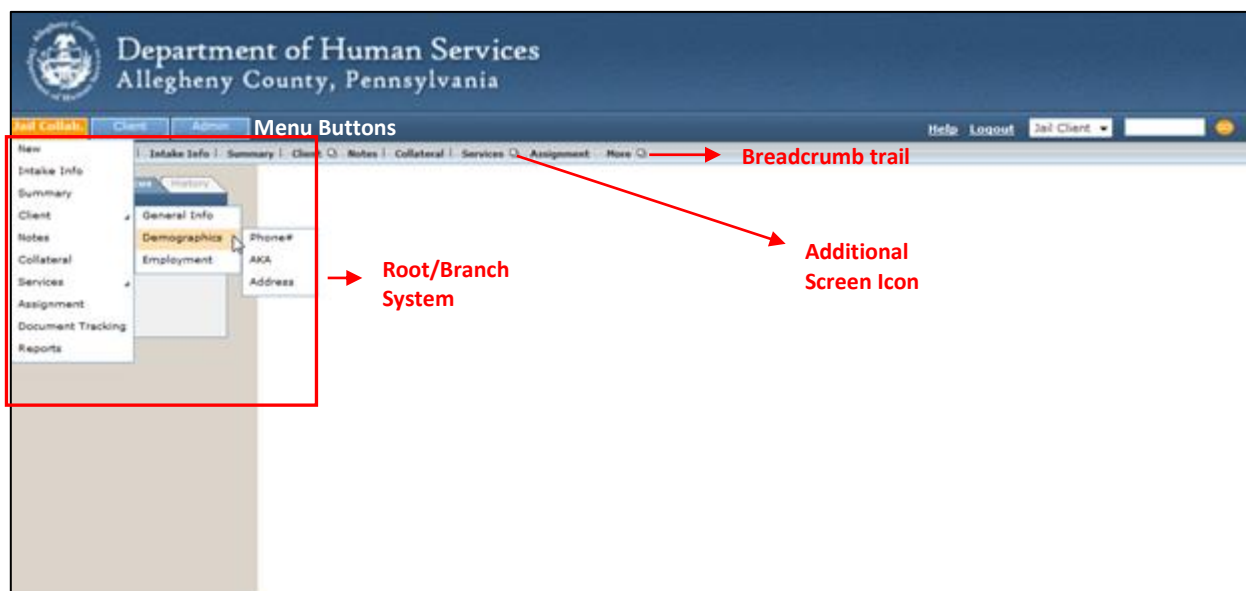 Department of Human Services
Allegheny County, Pennsylvania
Jail Collab. Client Admin Menu Buttons Help Logout Jail Client
New Intake Info | Summary | Client Notes | Collateral | Services Assignment More Breadcrumb trail
Intake Info
History
Summary
Client General Info
Notes Demographics Phone#
Collateral Employment AKA
Services Address
Assignment
Document Tracking
Reports
Root/Branch
System
Additional
Screen Icon